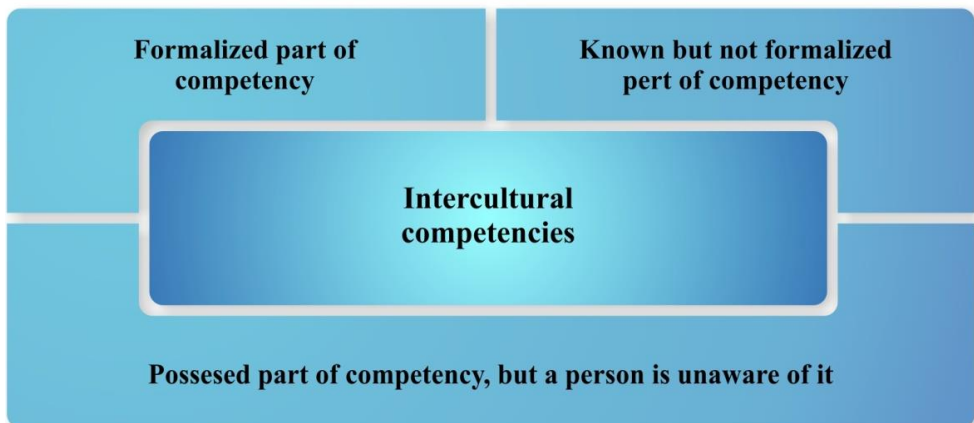 Formalized part of
competency
Known but not formalized
pert of competency
Intercultural
competencies
Possesed part of competency, but a person is unaware of it